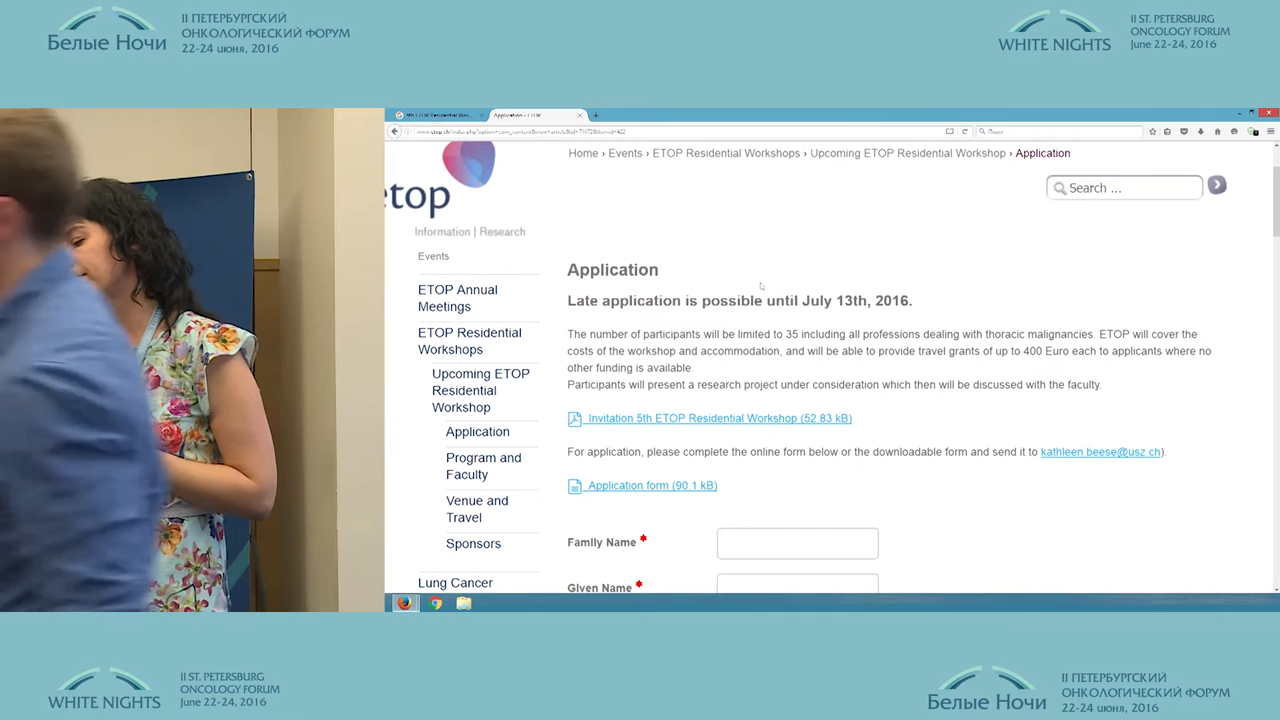 Белые Ночи
II ПЕТЕРБУРГСКИЙ
ОНКОЛОГИЧЕСКИЙ ФОРУМ
22-24 июня, 2016
WHITE NIGHTS
II ST. PETERSBURG
ONCOLOGY FORUM
June 22-24, 2016
Home › Events › ETOP Residential Workshops › Upcoming ETOP Residential Workshop › Application
Search ...
etop
Information | Research
Events
ETOP Annual
Meetings
ETOP Residential
Workshops
Upcoming ETOP
Residential
Workshop
Application
Program and
Faculty
Venue and
Travel
Sponsors
Lung Cancer
Application
Late application is possible until July 13th, 2016.
The number of participants will be limited to 35 including all professions dealing with thoracic malignancies. ETOP will cover the
costs of the workshop and accommodation, and will be able to provide travel grants of up to 400 Euro each to applicants where no
other funding is available.
Participants will present a research project under consideration which then will be discussed with the faculty.
Invitation 5th ETOP Residential Workshop (52.83 kB)
For application, please complete the online form below or the downloadable form and send it to kathleen.beese@usz.ch).
Application form (90.1 kB)
Family Name *
Given Name *
WHITE NIGHTS
II ST. PETERSBURG
ONCOLOGY FORUM
June 22-24, 2016
Белые Ночи
II ПЕТЕРБУРГСКИЙ
ОНКОЛОГИЧЕСКИЙ ФОРУМ
22-24 июня, 2016